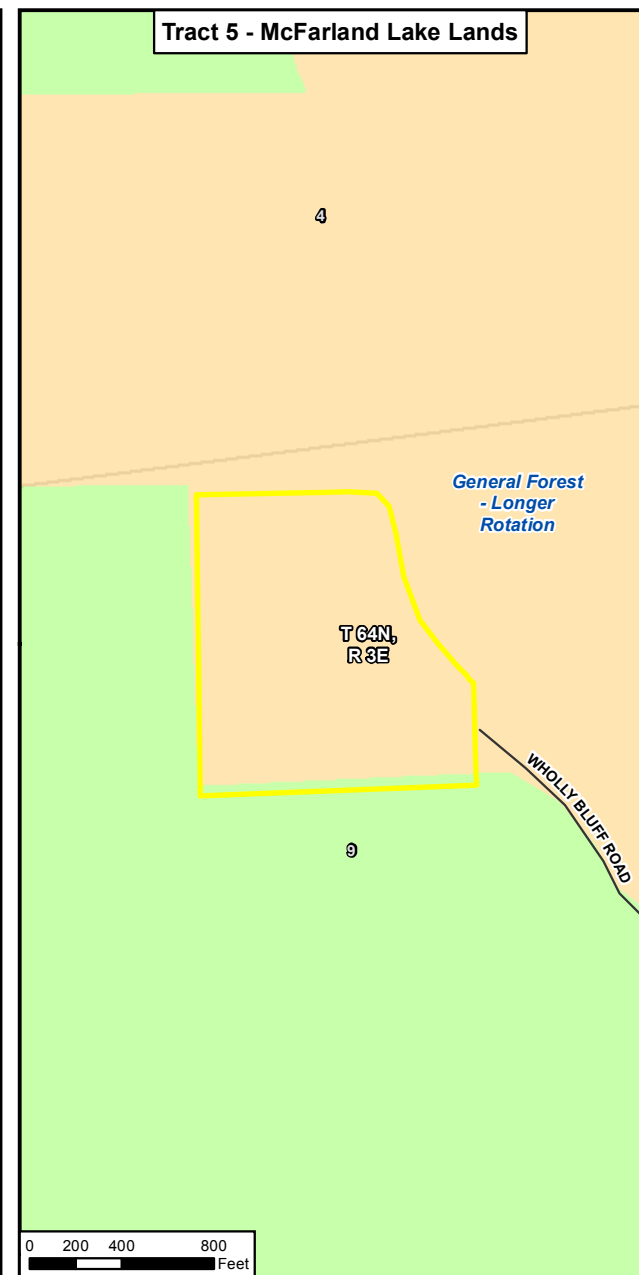 Tract 5 - McFarland Lake Lands
4
General Forest
- Longer
Rotation
T 64N,
R 3E
WHOLLY BLUFF ROAD
9
0 200 400 800
Feet